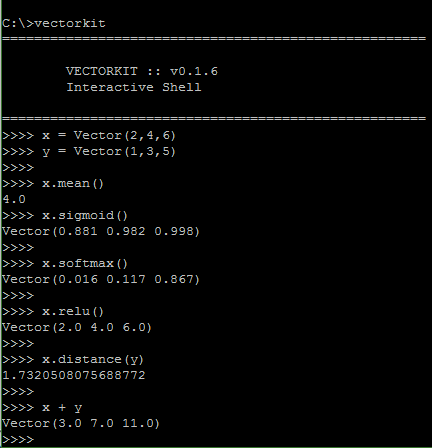 C:\>vectorkit
=====================================================
VECTORKIT :: v0.1.6
Interactive Shell
=====================================================
>>>> x = Vector(2,4,6)
>>>> y = Vector(1,3,5)
>>>>
>>>> x.mean()
4.0
>>>> x.sigmoid()
Vector(0.881 0.982 0.998)
>>>>
>>>> x.softmax()
Vector(0.016 0.117 0.867)
>>>>
>>>> x.relu()
Vector(2.0 4.0 6.0)
>>>>
>>>> x.distance(y)
1.7320508075688772
>>>>
>>>> x + y
Vector(3.0 7.0 11.0)
>>>>